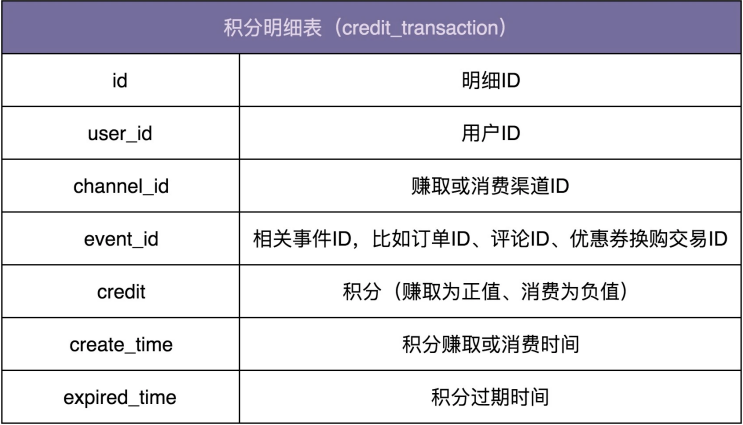 积分明细表（credit_transaction）
id 明细ID
user_id 用户ID
channel_id 赚取或消费渠道ID
event_id 相关事件ID，比如订单ID、评论ID、优惠券换购交易ID
credit 积分（赚取为正值、消费为负值）
create_time 积分赚取或消费时间
expired_time 积分过期时间